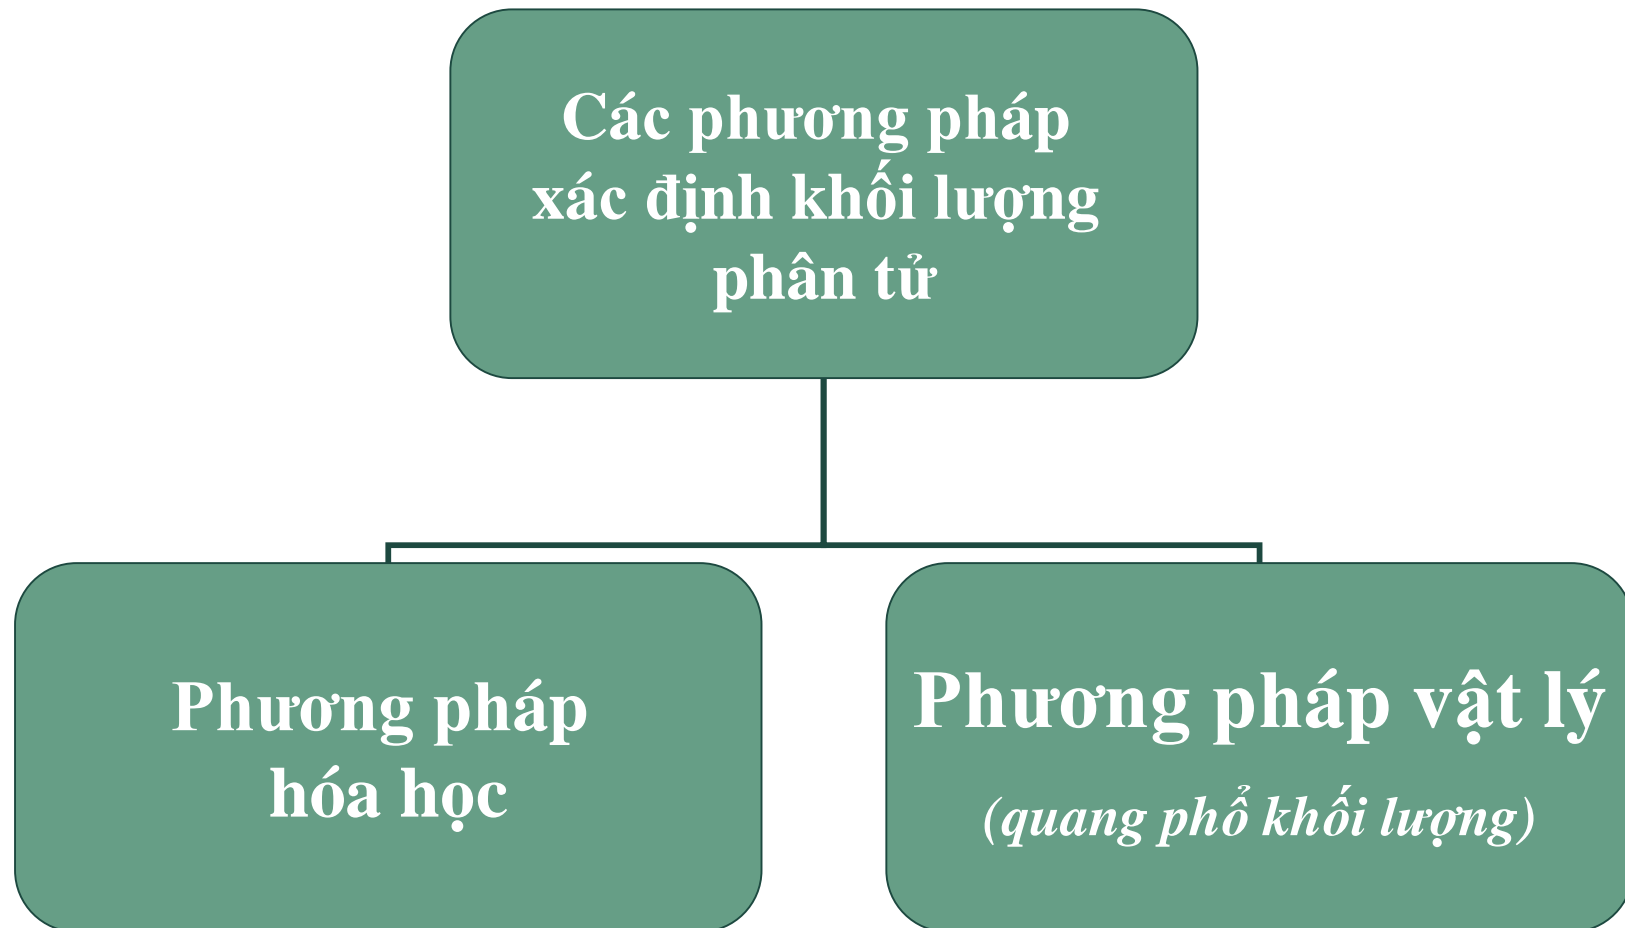 Các phương pháp
xác định khối lượng
phân tử
Phương pháp
hóa học
Phương pháp vật lý
(quang phổ khối lượng)